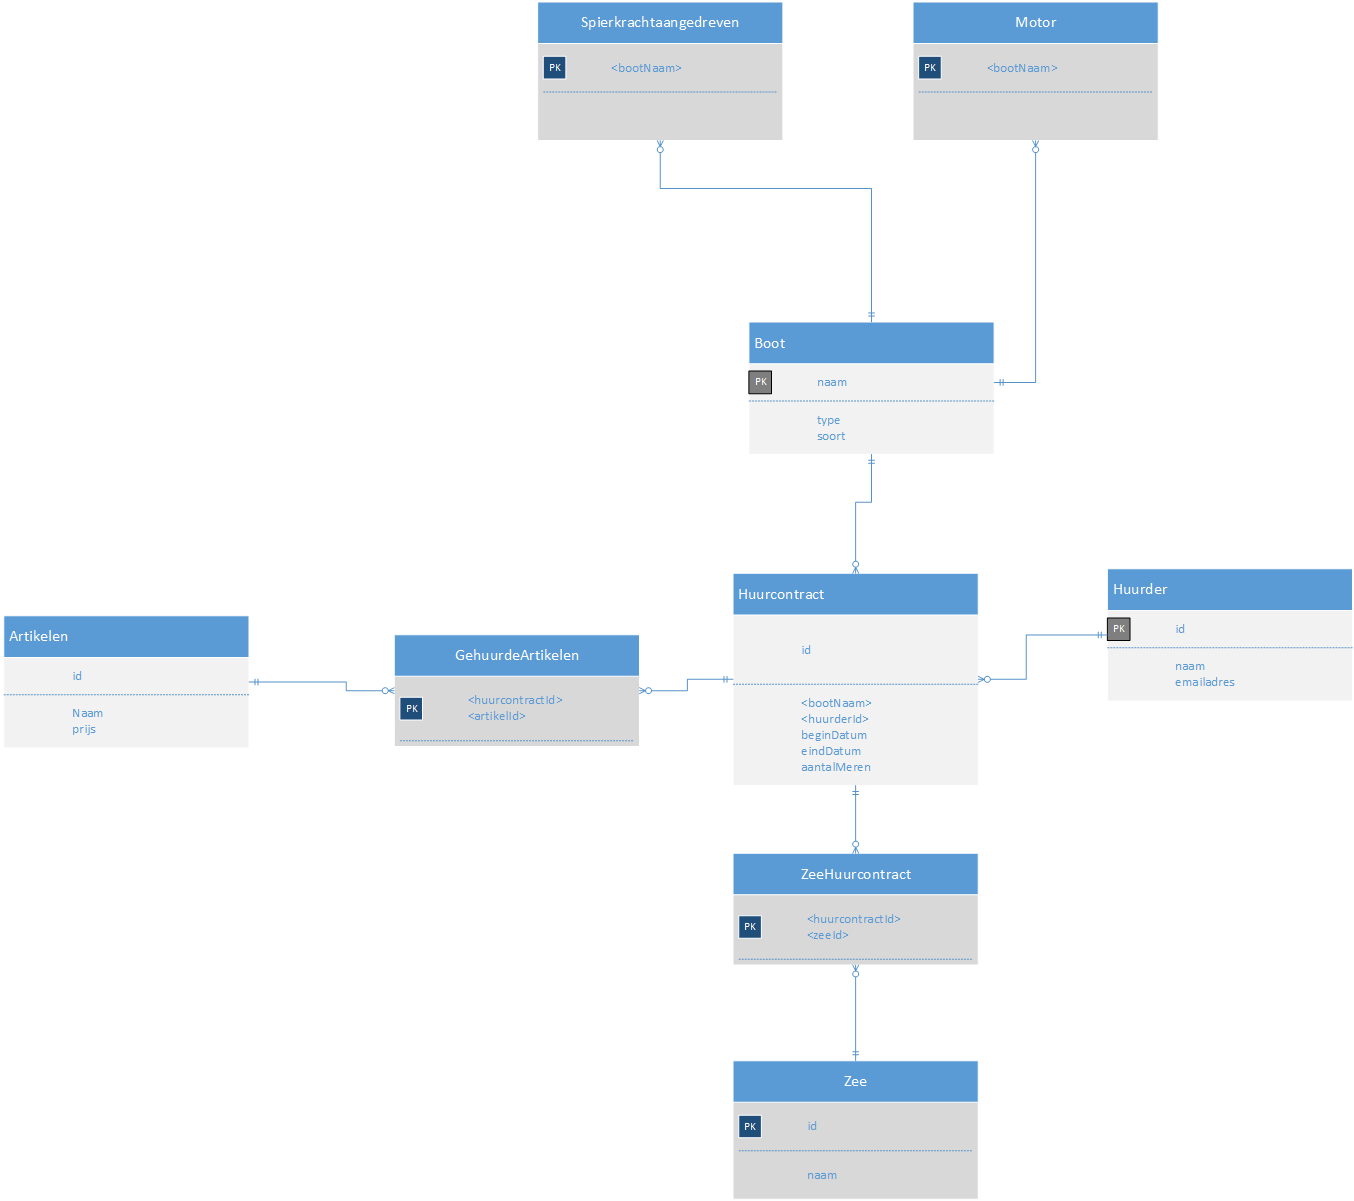 Spierkrachtaangedreven
PK <bootNaam>
Motor
PK <bootNaam>
Boot
PK naam
type
soort
Huurcontract
id
<bootNaam>
<huurderId>
beginDatum
eindDatum
aantalMeren
Huurder
PK id
naam
emailadres
Artikelen
id
Naam
prijs
GehuurdeArtikelen
PK <huurcontractId>
<artikelId>
ZeeHuurcontract
PK <huurcontractId>
<zeeId>
Zee
PK id
naam